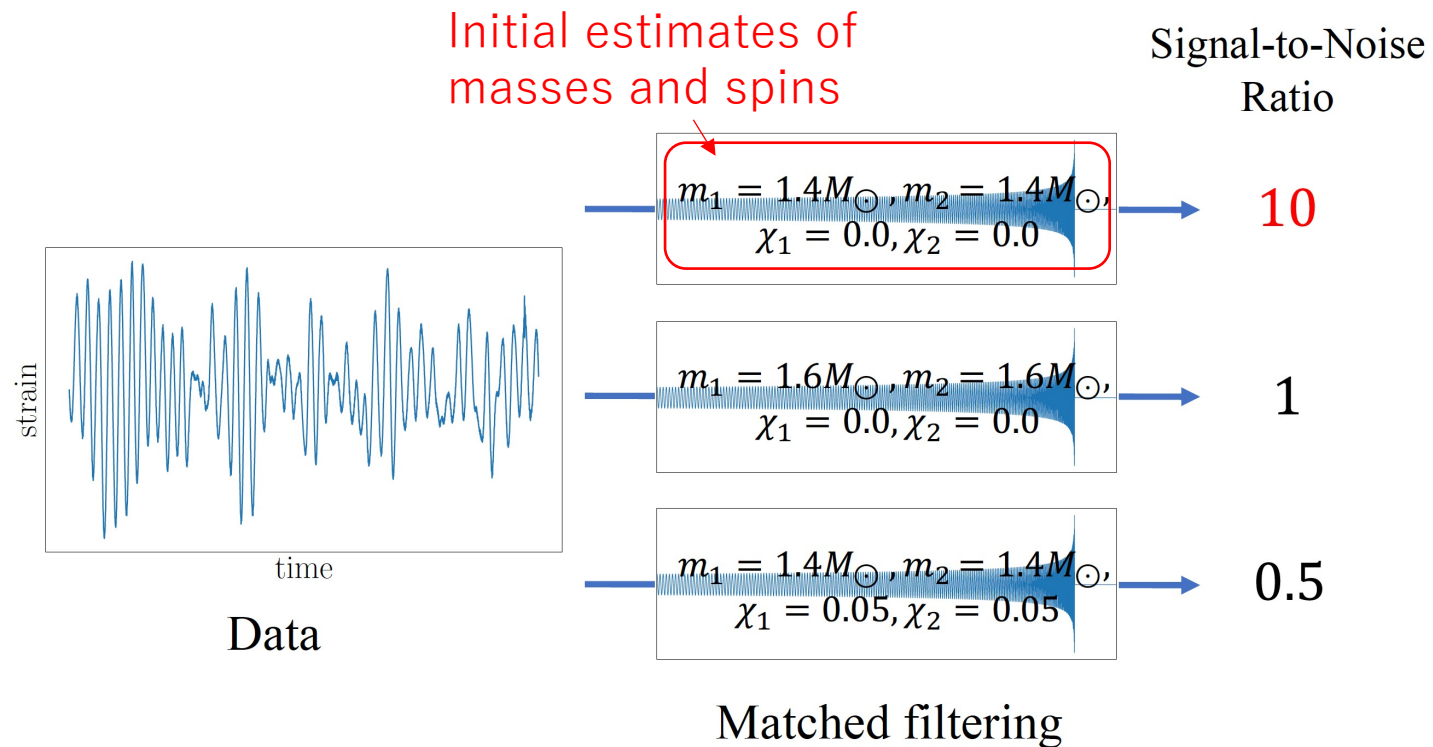 Initial estimates of
masses and spins
Signal-to-Noise
Ratio
m₁ = 1.4M☉, m₂ = 1.4M☉,
χ₁ = 0.0, χ₂ = 0.0
10
strain
time
Data
m₁ = 1.6M☉, m₂ = 1.6M☉,
χ₁ = 0.0, χ₂ = 0.0
1
m₁ = 1.4M☉, m₂ = 1.4M☉,
χ₁ = 0.05, χ₂ = 0.05
0.5
Matched filtering